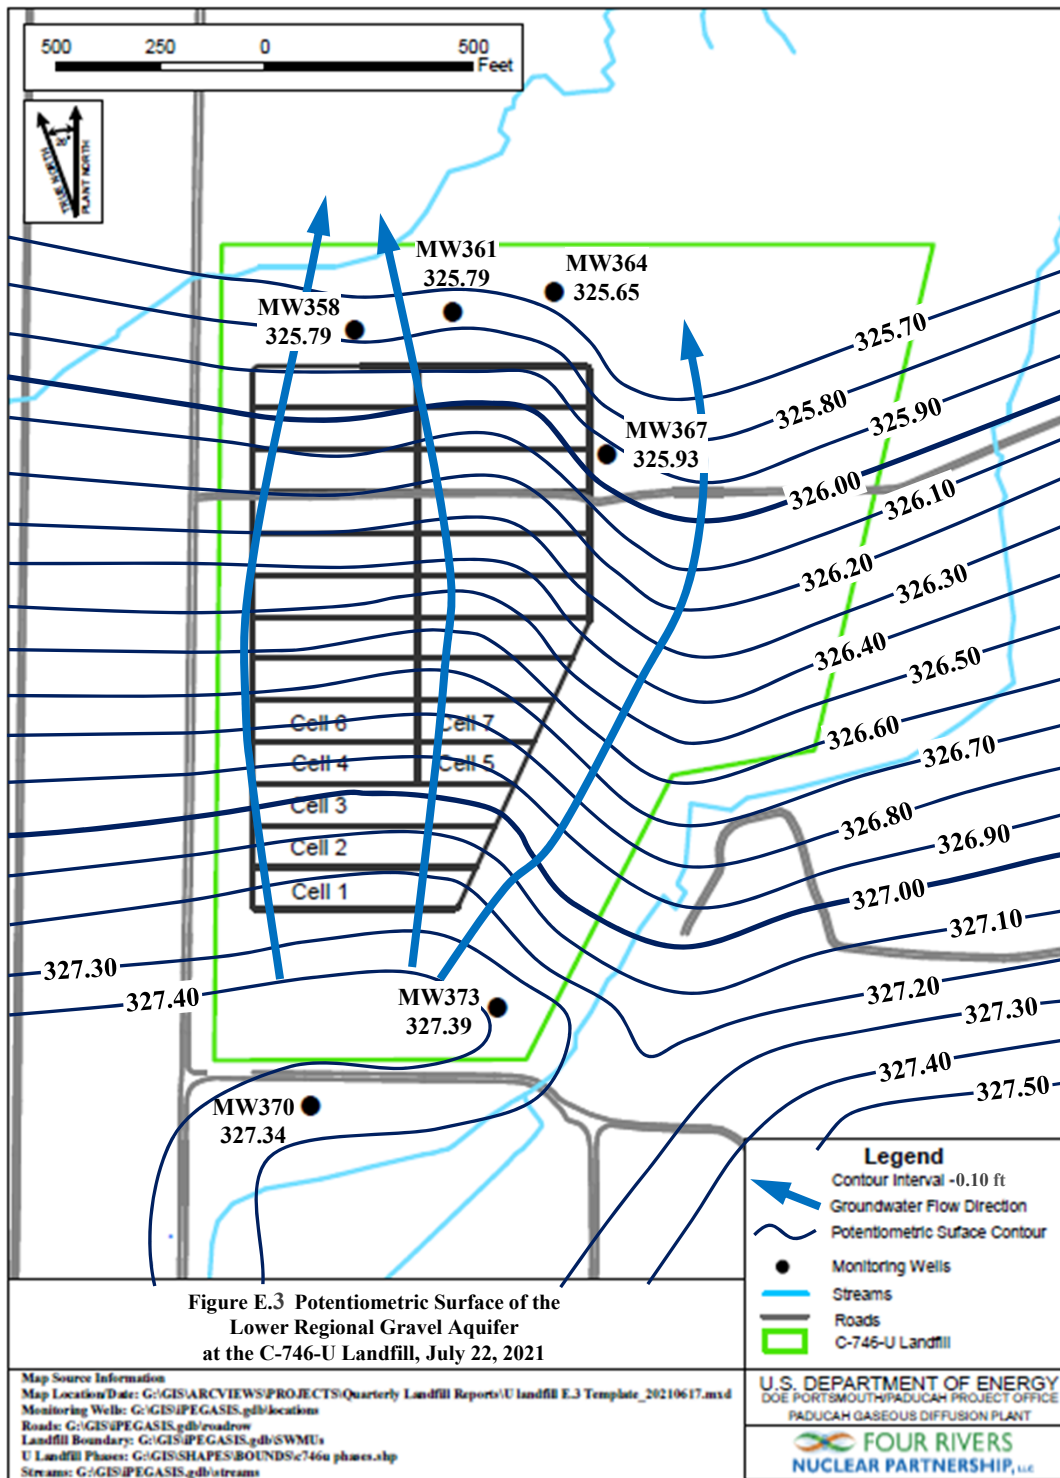 500 250 0 500
Feet
TRUE NORTH
PLANT NORTH
MW361
325.79
MW364
325.65
MW358
325.79
325.70
325.80
325.90
MW367
325.93
326.00
326.10
326.20
326.30
326.40
326.50
326.60
326.70
326.80
326.90
327.00
327.10
327.20
327.30
327.40
327.50
Cell 6
Cell 7
Cell 4
Cell 5
Cell 3
Cell 2
Cell 1
327.30
327.40
MW373
327.39
MW370
327.34
Legend
Contour Interval -0.10 ft
Groundwater Flow Direction
Potentiometric Suface Contour
Monitoring Wells
Streams
Roads
C-746-U Landfill
Figure E.3 Potentiometric Surface of the
Lower Regional Gravel Aquifer
at the C-746-U Landfill, July 22, 2021
Map Source Information
Map Location/Date: G:\GIS\ARCVIEWS\PROJECTS\Quarterly Landfill Reports\U landfill E.3 Template_20210617.mxd
Monitoring Wells: G:\GIS\PEGASIS.gdb\locations
Roads: G:\GIS\PEGASIS.gdb\roadrow
Landfill Boundary: G:\GIS\PEGASIS.gdb\SWMUs
U Landfill Phases: G:\GIS\SHAPES\BOUNDS\c746u phases.shp
Streams: G:\GIS\PEGASIS.gdb\streams
U.S. DEPARTMENT OF ENERGY
DOE PORTSMOUTH/PADUCAH PROJECT OFFICE
PADUCAH GASEOUS DIFFUSION PLANT
FOUR RIVERS
NUCLEAR PARTNERSHIP, LLC